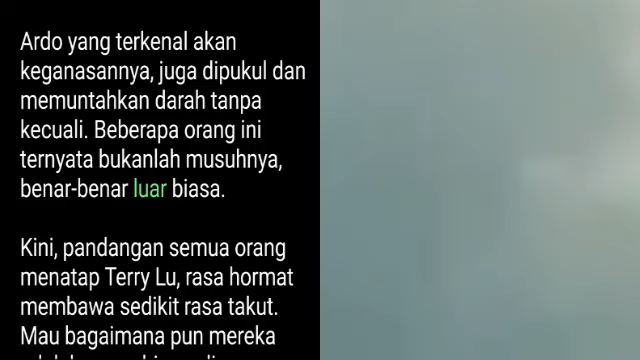 Ardo yang terkenal akan
keganasannya, juga dipukul dan
memuntahkan darah tanpa
kecuali. Beberapa orang ini
ternyata bukanlah musuhnya,
benar-benar luar biasa.
Kini, pandangan semua orang
menatap Terry Lu, rasa hormat
membawa sedikit rasa takut.
Mau bagaimana pun mereka